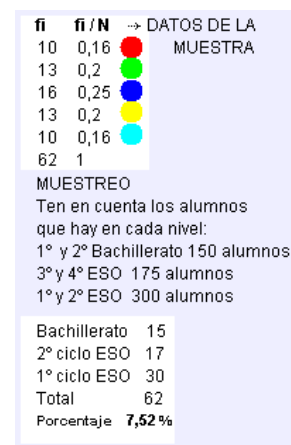 fi fi / N --> DATOS DE LA
10 0,16 MUESTRA
13 0,2
16 0,25
13 0,2
10 0,16
62 1
MUESTREO
Ten en cuenta los alumnos
que hay en cada nivel:
1º y 2º Bachillerato 150 alumnos
3º y 4º ESO 175 alumnos
1º y 2º ESO 300 alumnos
Bachillerato 15
2º ciclo ESO 17
1º ciclo ESO 30
Total 62
Porcentaje 7,52 %